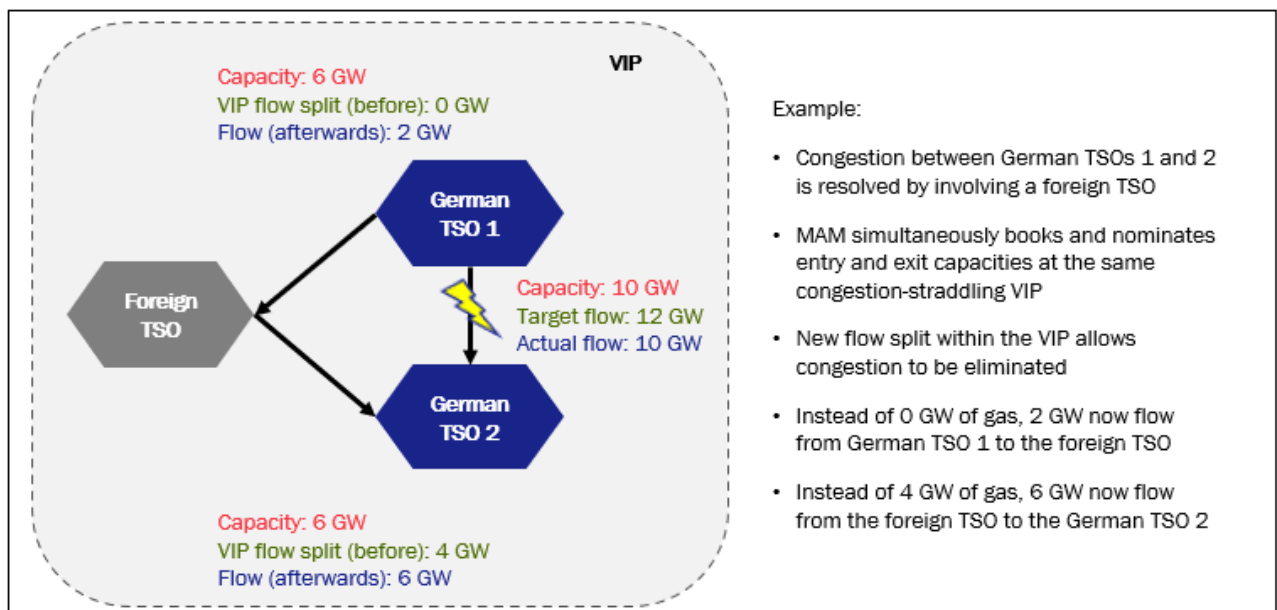 VIP
Capacity: 6 GW
VIP flow split (before): 0 GW
Flow (afterwards): 2 GW
German
TSO 1
Foreign
TSO
Capacity: 10 GW
Target flow: 12 GW
Actual flow: 10 GW
German
TSO 2
Capacity: 6 GW
VIP flow split (before): 4 GW
Flow (afterwards): 6 GW
Example:
• Congestion between German TSOs 1 and 2
is resolved by involving a foreign TSO
• MAM simultaneously books and nominates
entry and exit capacities at the same
congestion-straddling VIP
• New flow split within the VIP allows
congestion to be eliminated
• Instead of 0 GW of gas, 2 GW now flow
from German TSO 1 to the foreign TSO
• Instead of 4 GW of gas, 6 GW now flow
from the foreign TSO to the German TSO 2